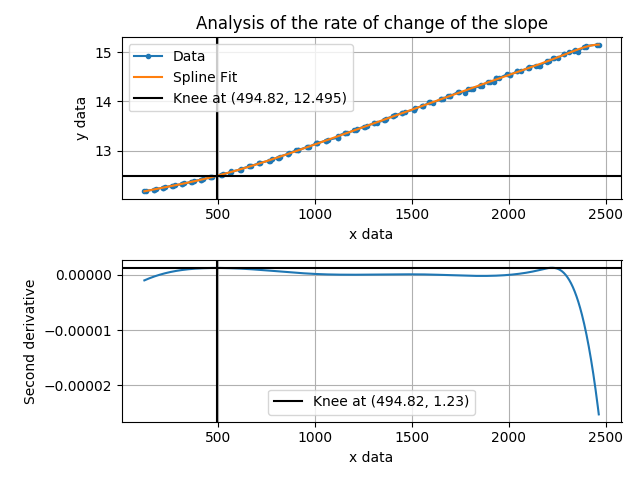 Analysis of the rate of change of the slope
15
14
13
y data
Data
Spline Fit
Knee at (494.82, 12.495)
500 1000 1500 2000 2500
x data
0.00000
−0.00001
−0.00002
Second derivative
Knee at (494.82, 1.23)
500 1000 1500 2000 2500
x data